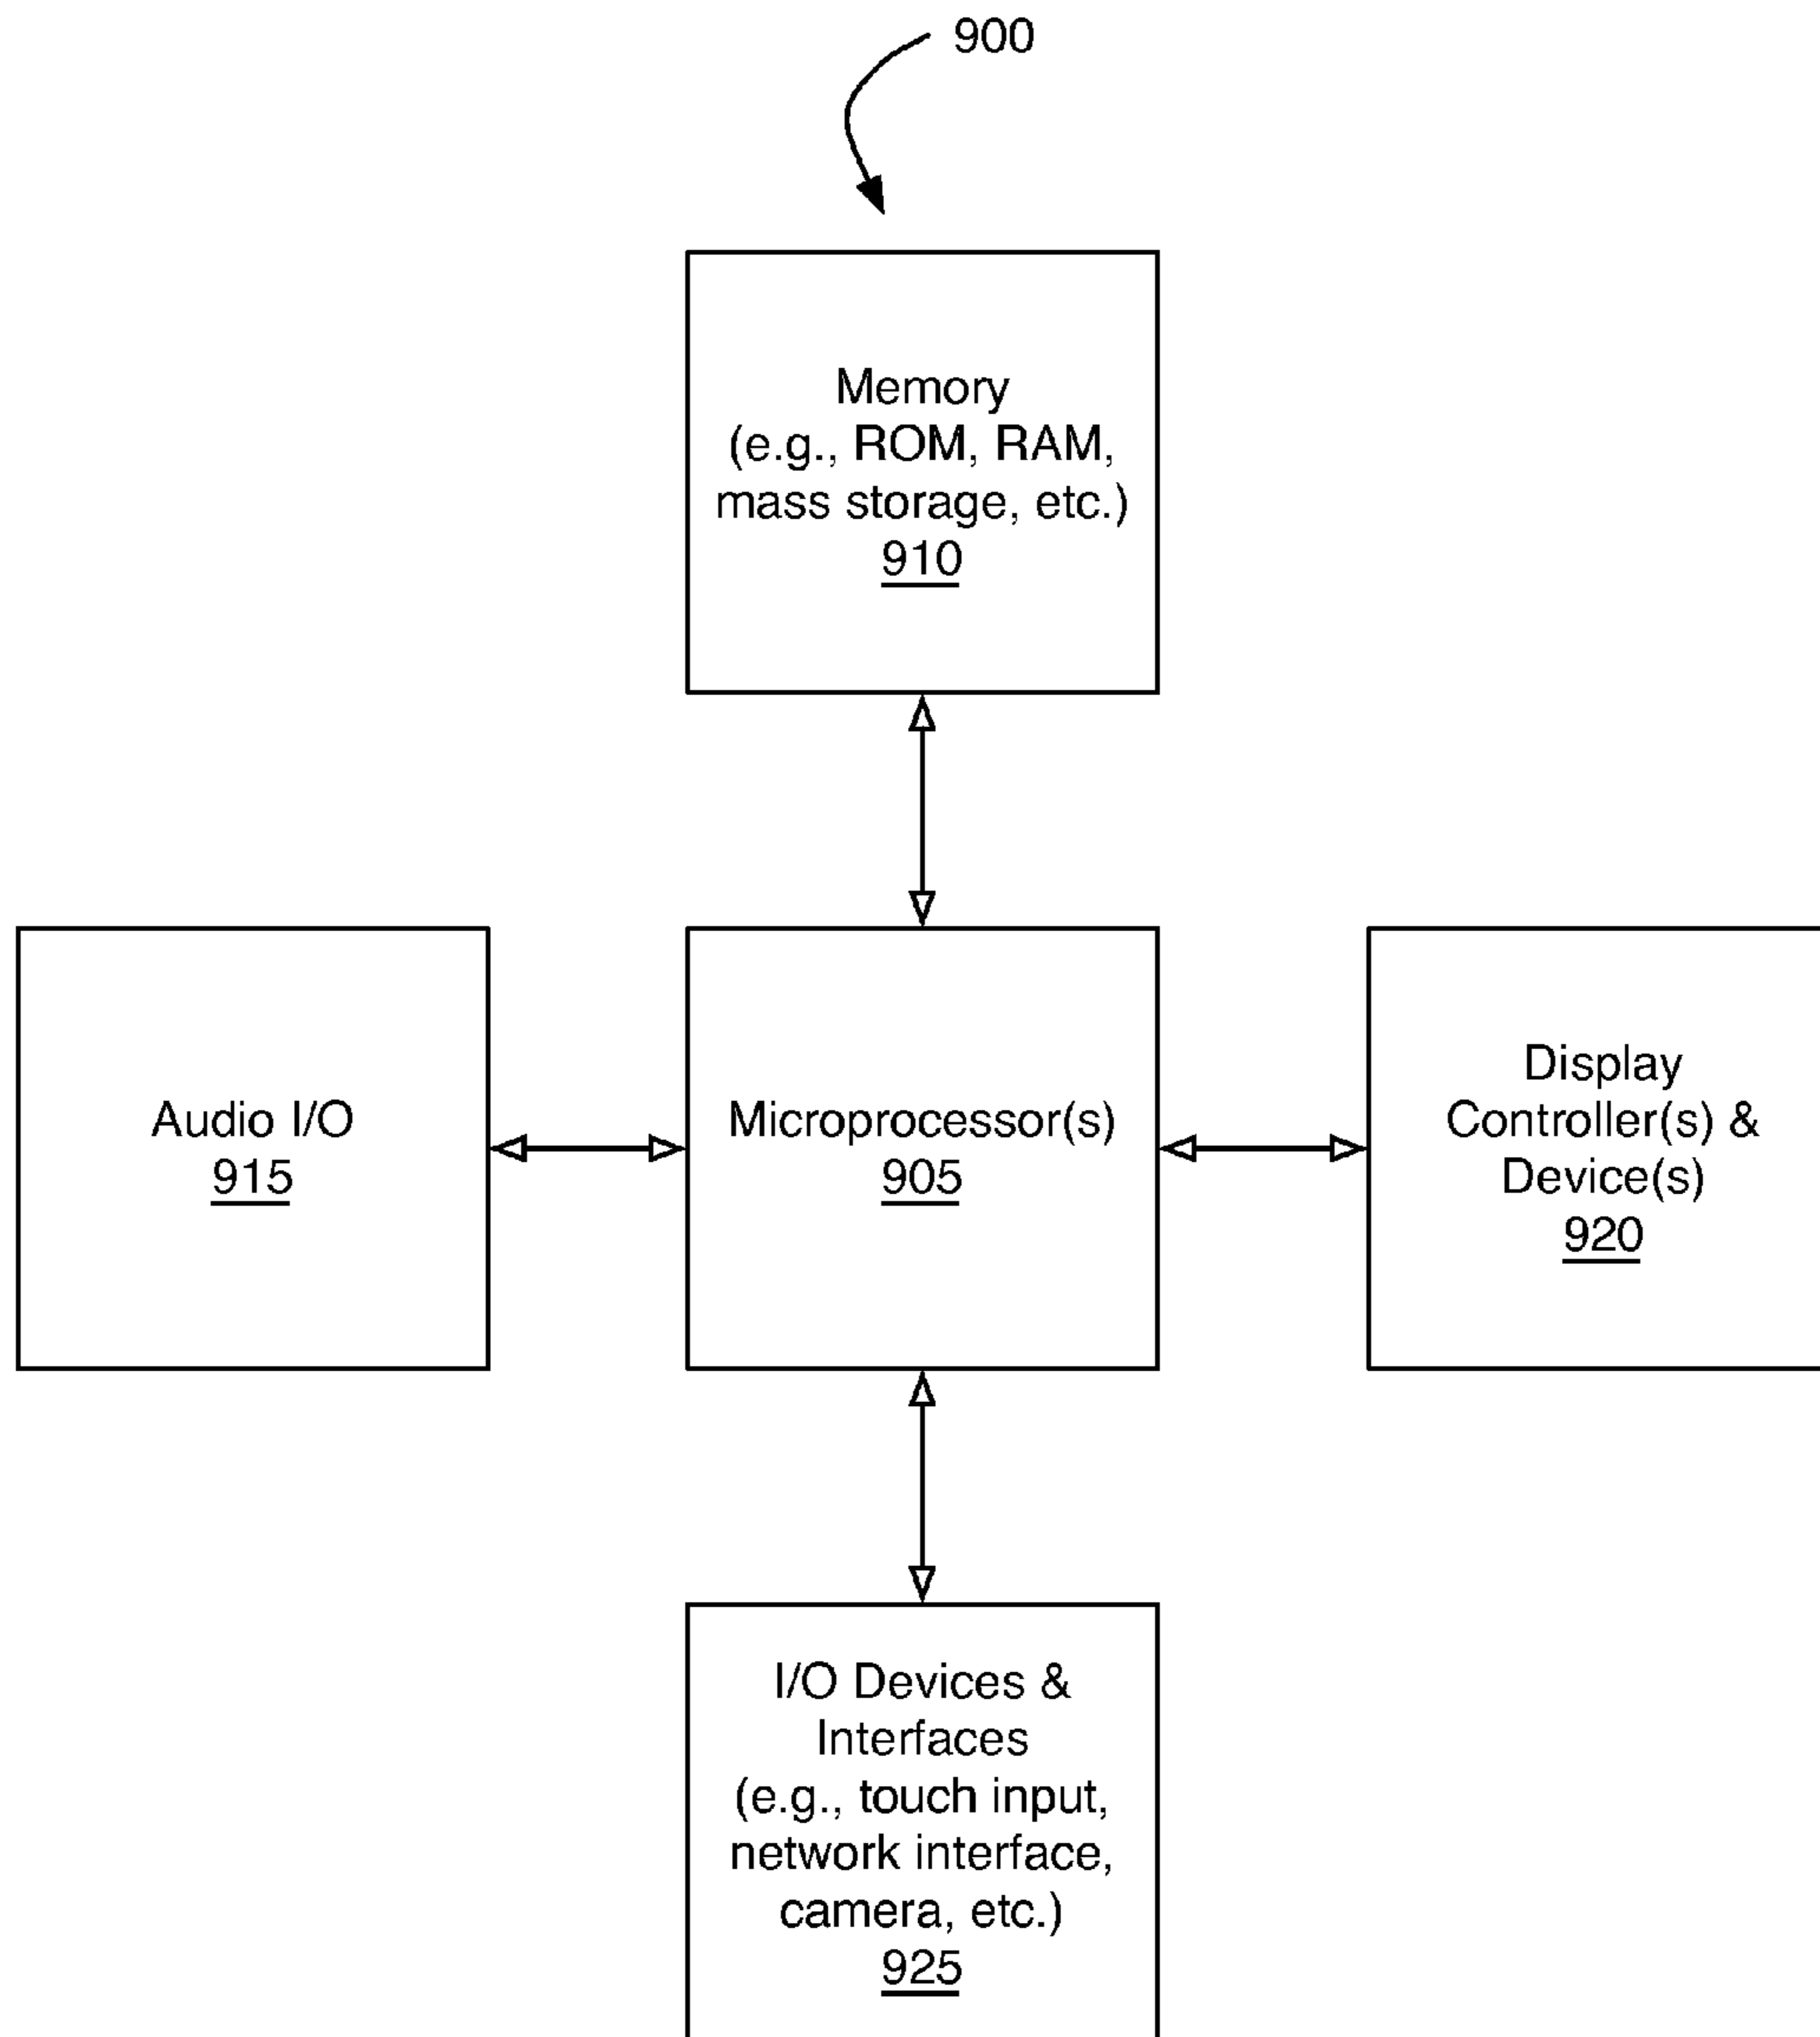 900
Memory
(e.g., ROM, RAM,
mass storage, etc.)
910
Audio I/O
915
Microprocessor(s)
905
Display
Controller(s) &
Device(s)
920
I/O Devices &
Interfaces
(e.g., touch input,
network interface,
camera, etc.)
925